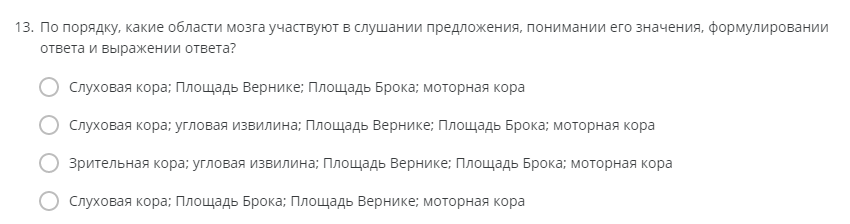 13. По порядку, какие области мозга участвуют в слушании предложения, понимании его значения, формулировании
ответа и выражении ответа?
Слуховая кора; Площадь Вернике; Площадь Брока; моторная кора
Слуховая кора; угловая извилина; Площадь Вернике; Площадь Брока; моторная кора
Зрительная кора; угловая извилина; Площадь Вернике; Площадь Брока; моторная кора
Слуховая кора; Площадь Брока; Площадь Вернике; моторная кора